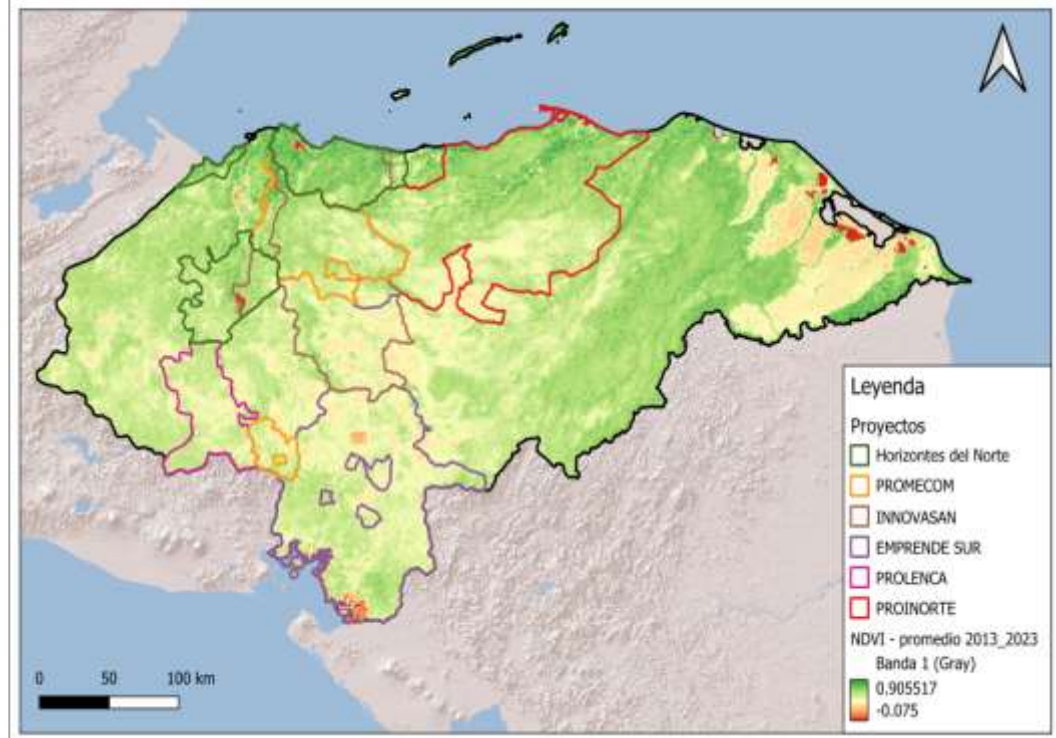 0 50 100 km
Leyenda
Proyectos
Horizontes del Norte
PROMECOM
INNOVASAN
EMPRENDE SUR
PROLENCA
PROINORTE
NDVI - promedio 2013_2023
Banda 1 (Gray)
0.905517
-0.075